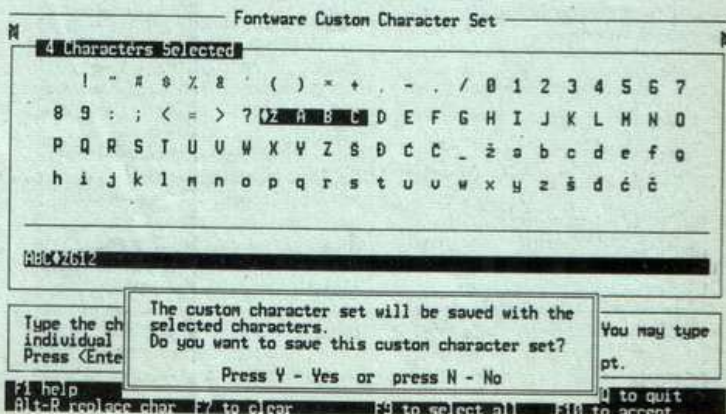 Fontware Custom Character Set
4 Characters Selected
! " # $ % & ' ( ) * + , - . / 0 1 2 3 4 5 6 7
8 9 : ; < = > ? ♦Ž A B C D E F G H I J K L M N O
P Q R S T U V W X Y Z Š Đ Ć Č _ ž a b c d e f g
h i j k l m n o p q r s t u v w x y z š đ ć č
ABC♦ŽG12
The custom character set will be saved with the
selected characters.
Do you want to save this custom character set?
Press Y - Yes or press N - No
Type the ch
individual
Press <Ente
You may type
pt.
F1 help
Q to quit
Alt-R replace char F7 to clear F9 to select all F10 to accept